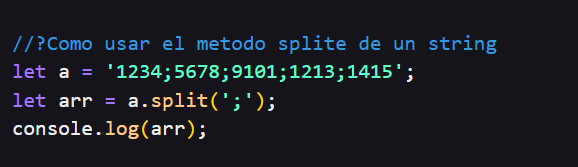 //?Como usar el metodo splite de un string
let a = '1234;5678;9101;1213;1415';
let arr = a.split(';');
console.log(arr);